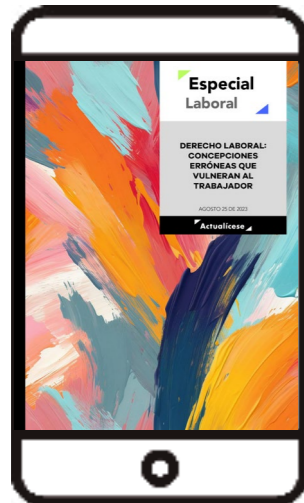 Especial
Laboral
DERECHO LABORAL:
CONCEPCIONES
ERRÓNEAS QUE
VULNERAN AL
TRABAJADOR
AGOSTO 25 DE 2023
Actualícese